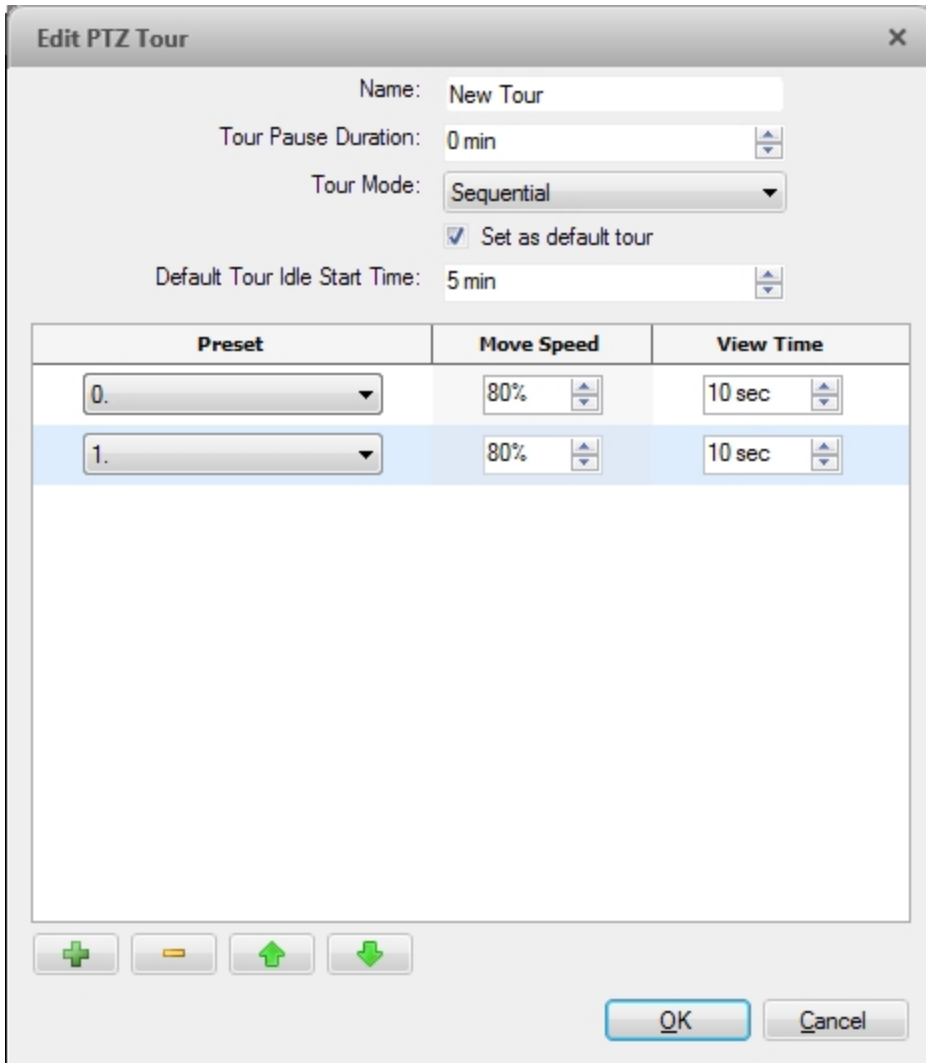 Edit PTZ Tour
Name: New Tour
Tour Pause Duration: 0 min
Tour Mode: Sequential
Set as default tour
Default Tour Idle Start Time: 5 min
Preset Move Speed View Time
0. 80% 10 sec
1. 80% 10 sec
OK Cancel